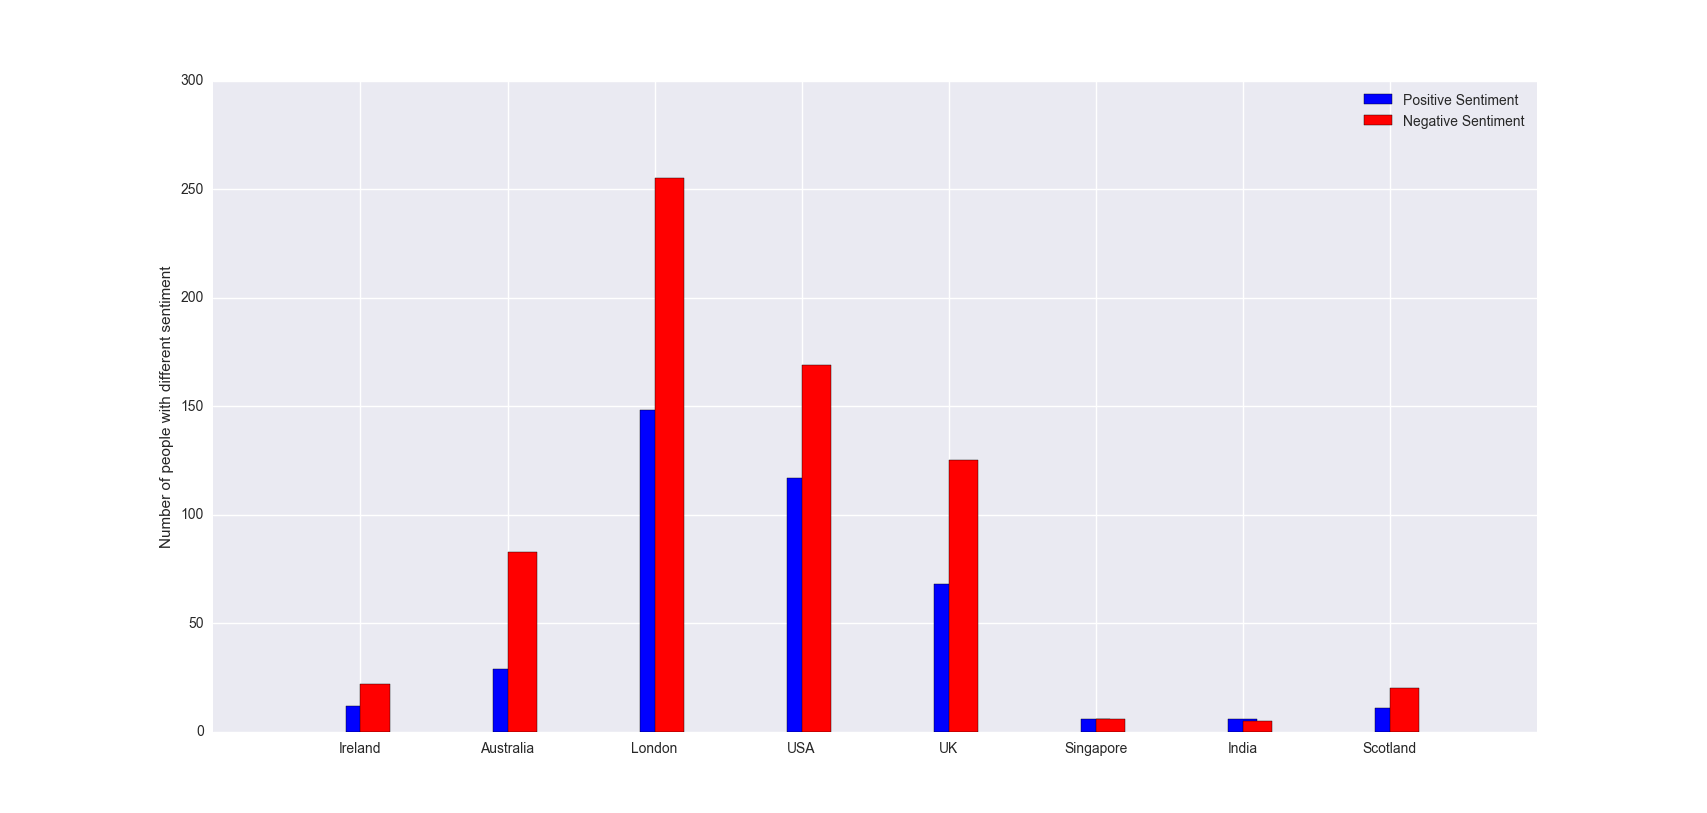 300
250
200
150
100
50
0
Number of people with different sentiment
Positive Sentiment
Negative Sentiment
Ireland
Australia
London
USA
UK
Singapore
India
Scotland